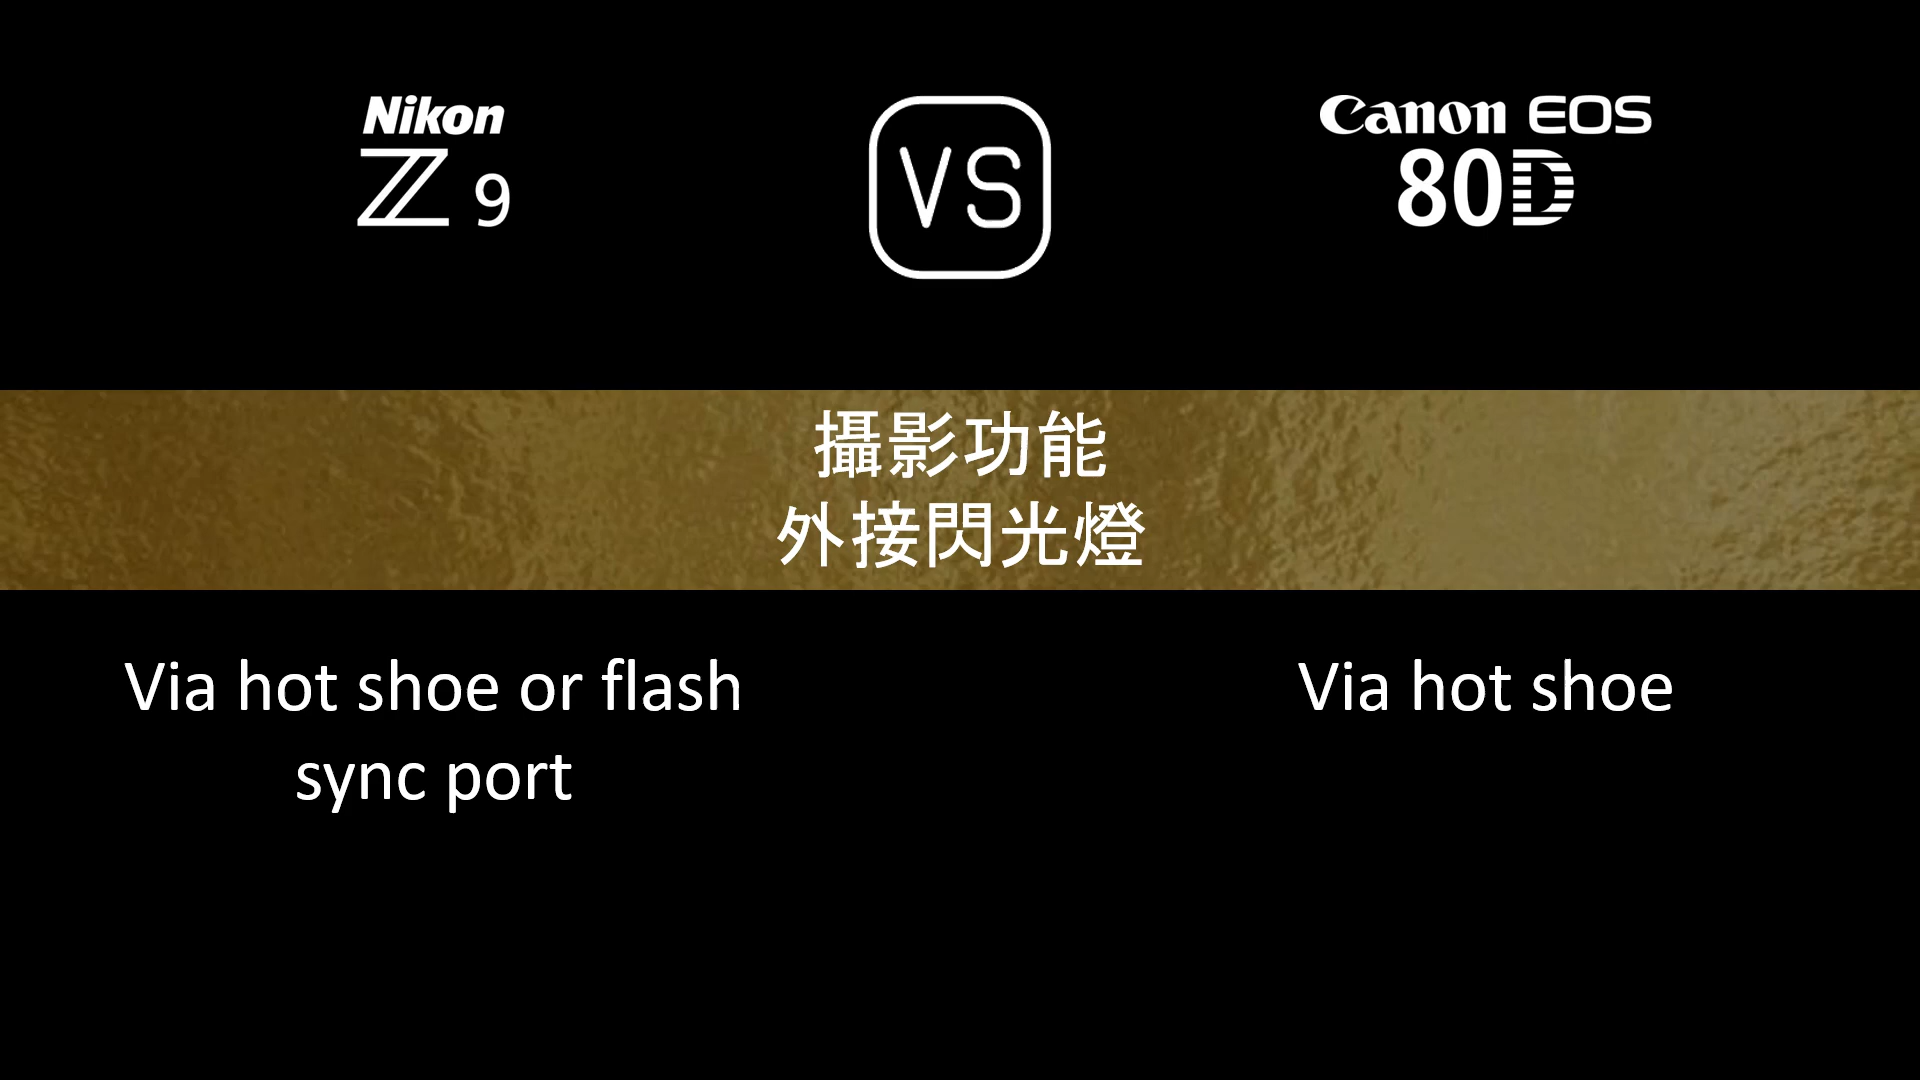 Nikon
Z 9
VS
Canon EOS
80D
攝影功能
外接閃光燈
Via hot shoe or flash
sync port
Via hot shoe